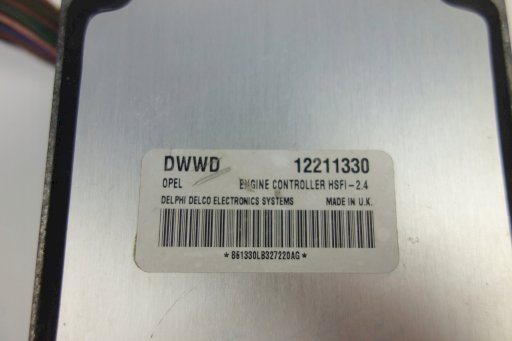 DWWD 12211330
OPEL ENGINE CONTROLLER HSFI-2.4
DELPHI DELCO ELECTRONICS SYSTEMS MADE IN U.K.
*861330LB327220AG*